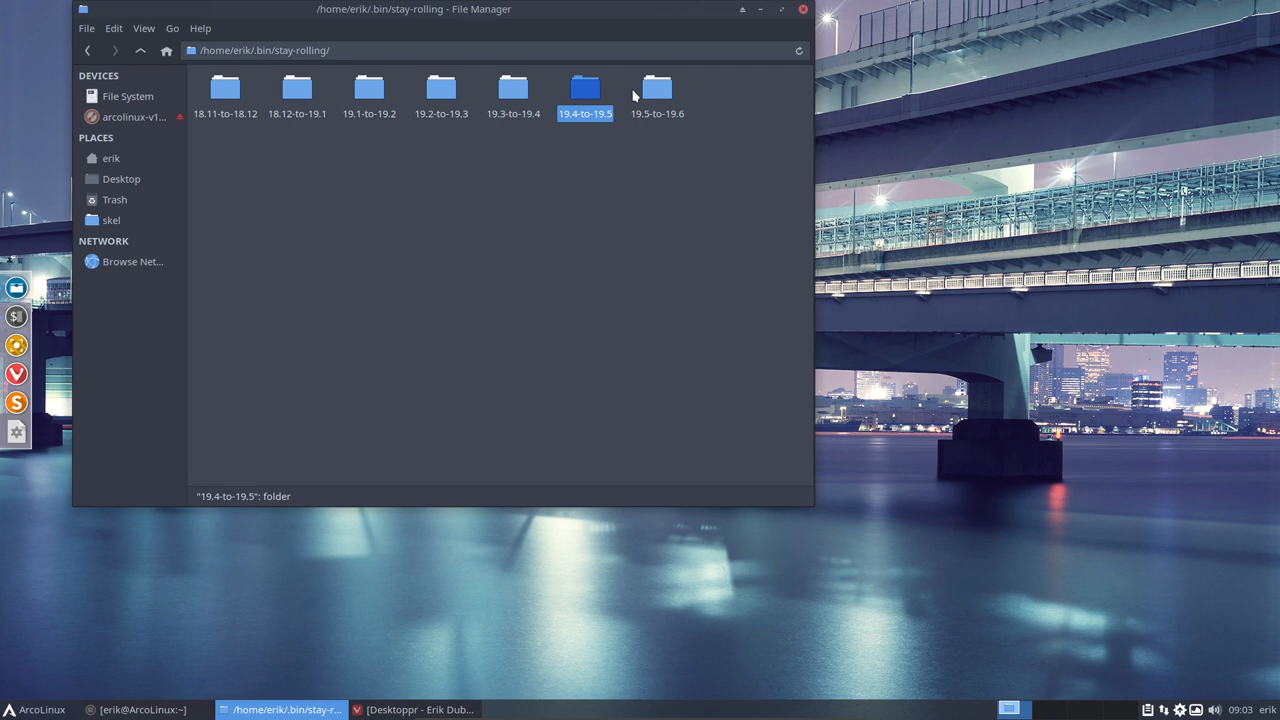 /home/erik/.bin/stay-rolling - File Manager
File Edit View Go Help
/home/erik/.bin/stay-rolling/
DEVICES
File System
arcolinux-v1...
PLACES
erik
Desktop
Trash
skel
NETWORK
Browse Net...
18.11-to-18.12 18.12-to-19.1 19.1-to-19.2 19.2-to-19.3 19.3-to-19.4 19.4-to-19.5 19.5-to-19.6
"19.4-to-19.5": folder
ArcoLinux [erik@ArcoLinux:~] /home/erik/.bin/stay-r... [Desktoppr - Erik Dub... 09:03 erik